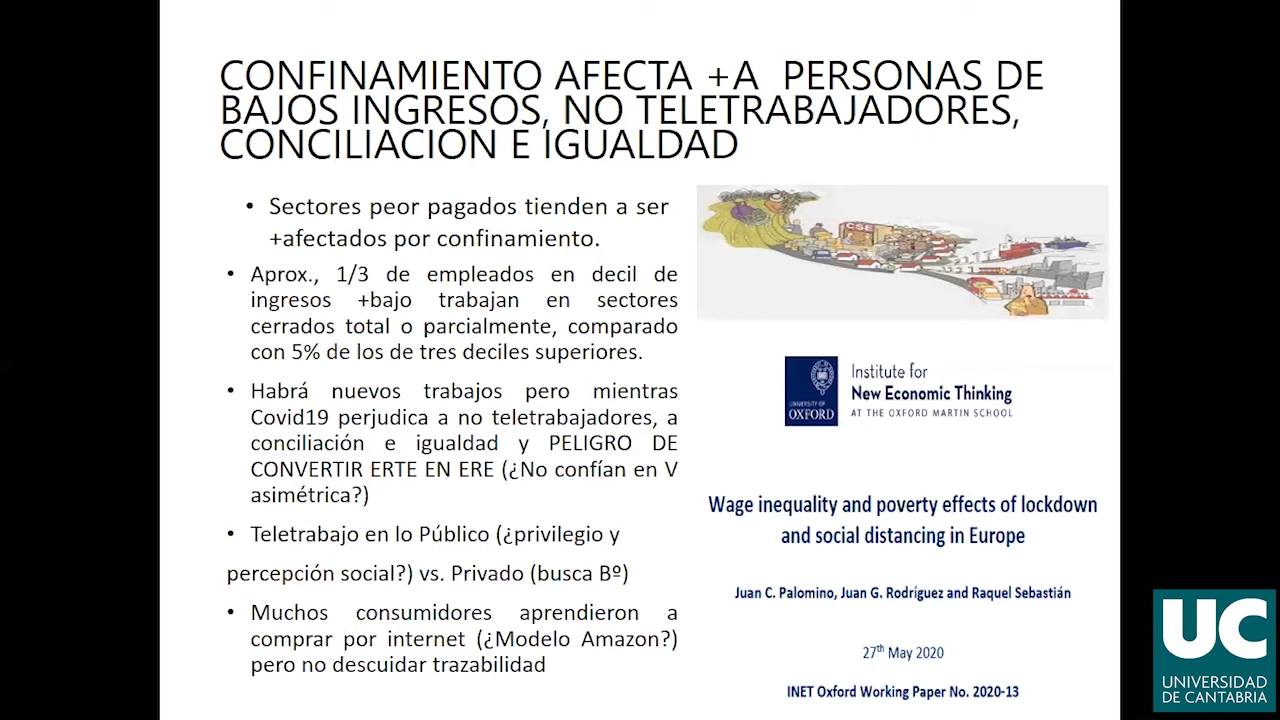 CONFINAMIENTO AFECTA +A PERSONAS DE
BAJOS INGRESOS, NO TELETRABAJADORES,
CONCILIACION E IGUALDAD
• Sectores peor pagados tienden a ser
+afectados por confinamiento.
• Aprox., 1/3 de empleados en decil de
ingresos +bajo trabajan en sectores
cerrados total o parcialmente, comparado
con 5% de los de tres deciles superiores.
• Habrá nuevos trabajos pero mientras
Covid19 perjudica a no teletrabajadores, a
conciliación e igualdad y PELIGRO DE
CONVERTIR ERTE EN ERE (¿No confían en V
asimétrica?)
• Teletrabajo en lo Público (¿privilegio y
percepción social?) vs. Privado (busca Bº)
• Muchos consumidores aprendieron a
comprar por internet (¿Modelo Amazon?)
pero no descuidar trazabilidad
CSE
UNIVERSITY OF
OXFORD
Institute for
New Economic Thinking
AT THE OXFORD MARTIN SCHOOL
Wage inequality and poverty effects of lockdown
and social distancing in Europe
Juan C. Palomino, Juan G. Rodríguez and Raquel Sebastián
27th May 2020
INET Oxford Working Paper No. 2020-13
UC
UNIVERSIDAD
DE CANTABRIA